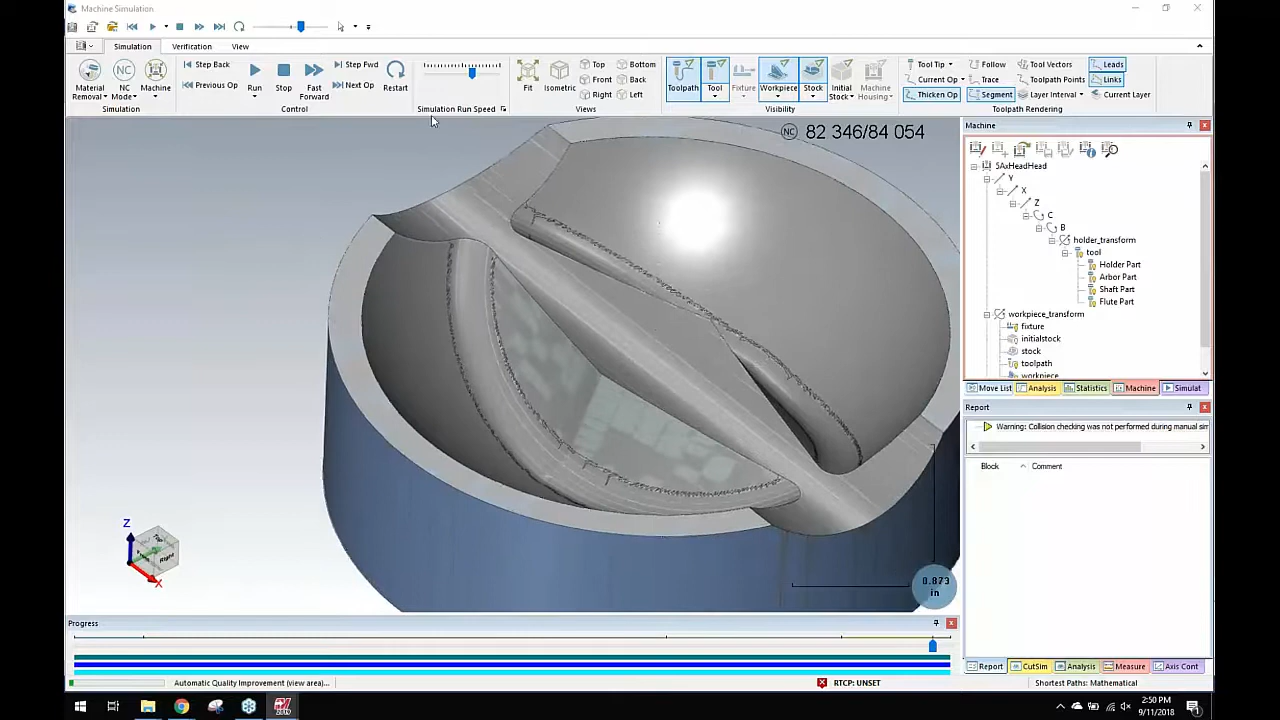 Machine Simulation
Simulation
Verification
View
Material Removal
NC Mode
Machine
Simulation
Step Back
Previous Op
Run
Stop
Fast Forward
Step Fwd
Next Op
Restart
Control
Simulation Run Speed
Fit
Isometric
Top
Front
Right
Bottom
Back
Left
Views
Toolpath
Tool
Fixture
Workpiece
Stock
Initial Stock
Machine Housing
Visibility
Tool Tip
Current Op
Thicken Op
Follow
Trace
Segment
Tool Vectors
Toolpath Points
Layer Interval
Leads
Links
Current Layer
Toolpath Rendering
NC 82 346/84 054
Machine
5AxHeadHead
Y
X
Z
C
B
holder_transform
tool
Holder Part
Arbor Part
Shaft Part
Flute Part
workpiece_transform
fixture
initialstock
stock
toolpath
workpiece
Move List
Analysis
Statistics
Machine
Simulat
Report
Warning: Collision checking was not performed during manual sim
Block
Comment
Z
X
Top
Right
0.873
in
Progress
Report
CutSim
Analysis
Measure
Axis Cont
Automatic Quality Improvement (view area)...
RTCP: UNSET
Shortest Paths: Mathematical
2:50 PM
9/11/2018